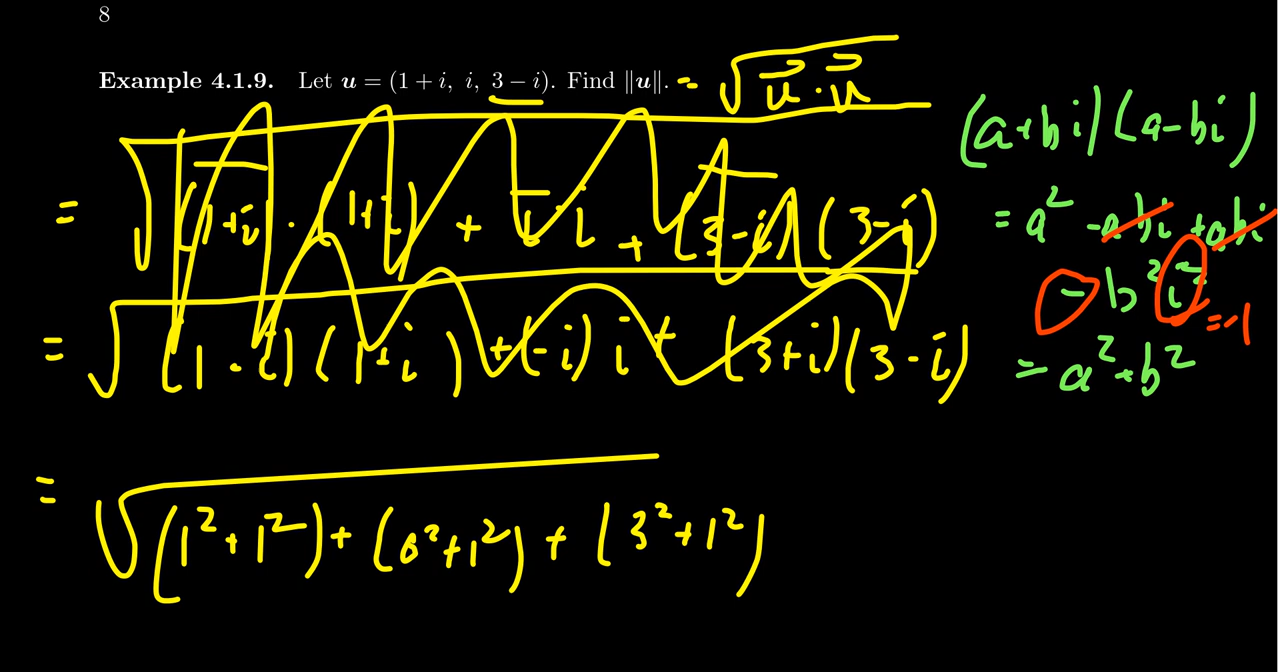 8
Example 4.1.9. Let u = (1 + i, i, 3 − i). Find ‖u‖. = √(u⃗ · u⃗)
= √((1+i)‾ · (1+i) + i‾ i + (3−i)‾ (3−i))
= √((1 - i)(1+i) + (-i) i + (3+i)(3-i))
= √((1² + 1²) + (0² + 1²) + (3² + 1²))
(a+bi)(a-bi)
= a² - abi + abi
- b² i² = -1
= a² + b²